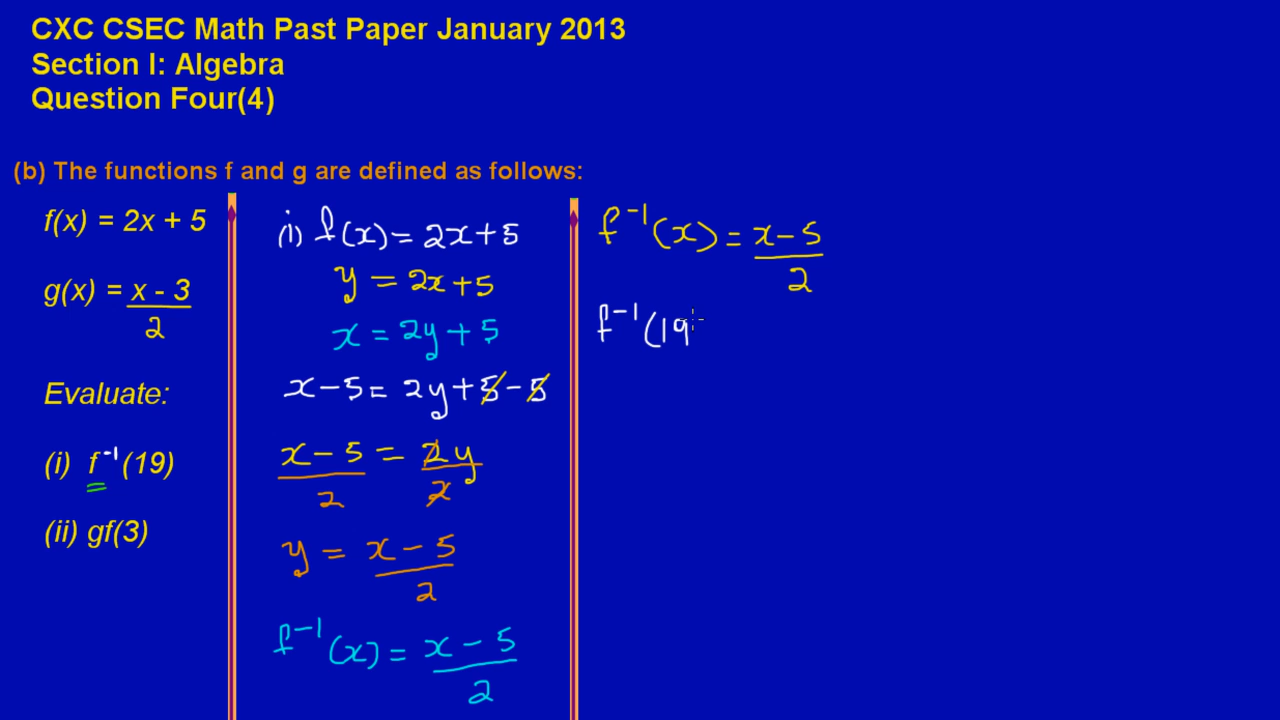 CXC CSEC Math Past Paper January 2013
Section I: Algebra
Question Four(4)
(b) The functions f and g are defined as follows:
f(x) = 2x + 5
g(x) = x - 3
2
Evaluate:
(i) f⁻¹(19)
(ii) gf(3)
(i) f(x) = 2x+5
y = 2x+5
x = 2y+5
x-5 = 2y+5-5
x-5 = 2y
2 2
y = x-5
2
f⁻¹(x) = x-5
2
f⁻¹(x) = x-5
2
f⁻¹(19